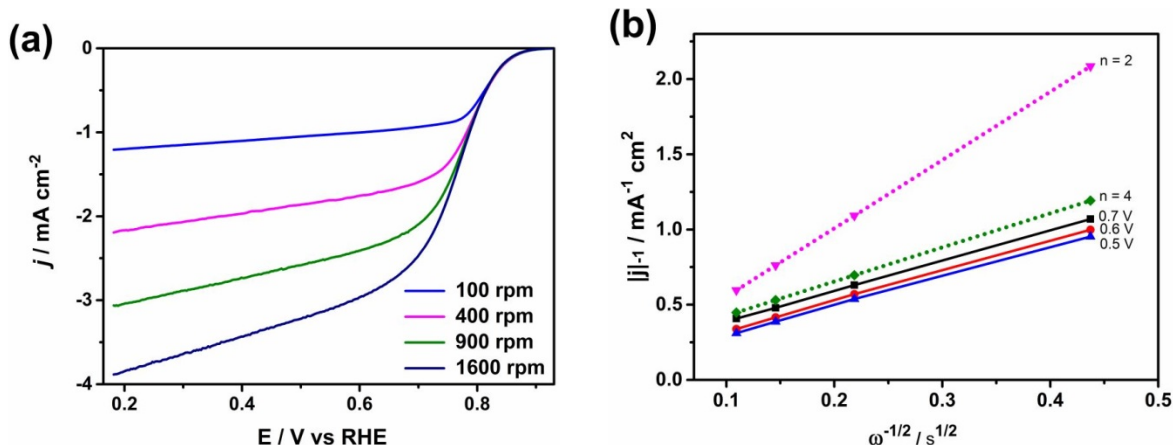 (a)
0
-1
-2
-3
-4
j / mA cm⁻²
0.2
0.4
0.6
0.8
E / V vs RHE
100 rpm
400 rpm
900 rpm
1600 rpm
(b)
2.0
1.5
1.0
0.5
0.0
|j|⁻¹ / mA⁻¹ cm²
0.1
0.2
0.3
0.4
0.5
ω⁻¹/² / s¹/²
n = 2
n = 4
0.7 V
0.6 V
0.5 V